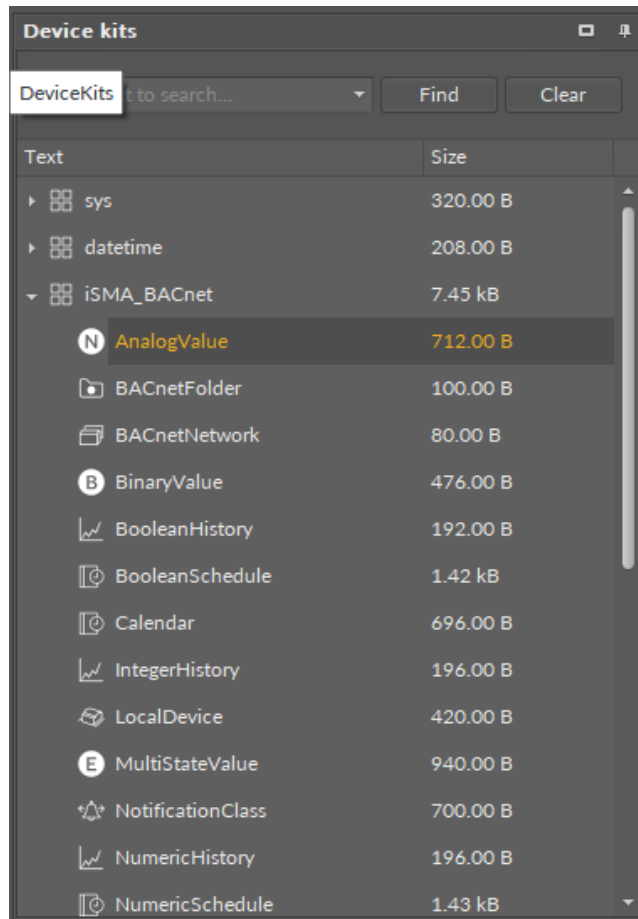 Device kits
DeviceKits t to search... Find Clear
Text Size
sys 320.00 B
datetime 208.00 B
iSMA_BACnet 7.45 kB
N AnalogValue 712.00 B
BACnetFolder 100.00 B
BACnetNetwork 80.00 B
B BinaryValue 476.00 B
BooleanHistory 192.00 B
BooleanSchedule 1.42 kB
Calendar 696.00 B
IntegerHistory 196.00 B
LocalDevice 420.00 B
E MultiStateValue 940.00 B
NotificationClass 700.00 B
NumericHistory 196.00 B
NumericSchedule 1.43 kB